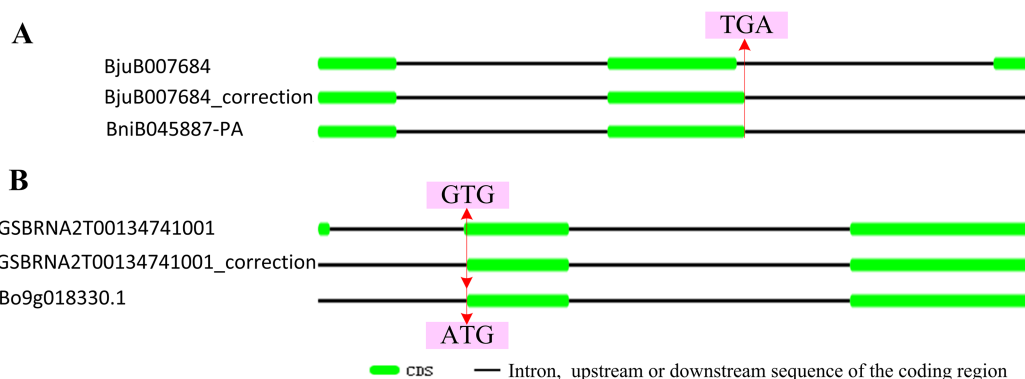 A
TGA
BjuB007684
BjuB007684_correction
BniB045887-PA
B
GTG
GSBRNA2T00134741001
GSBRNA2T00134741001_correction
Bo9g018330.1
ATG
CDS
Intron, upstream or downstream sequence of the coding region